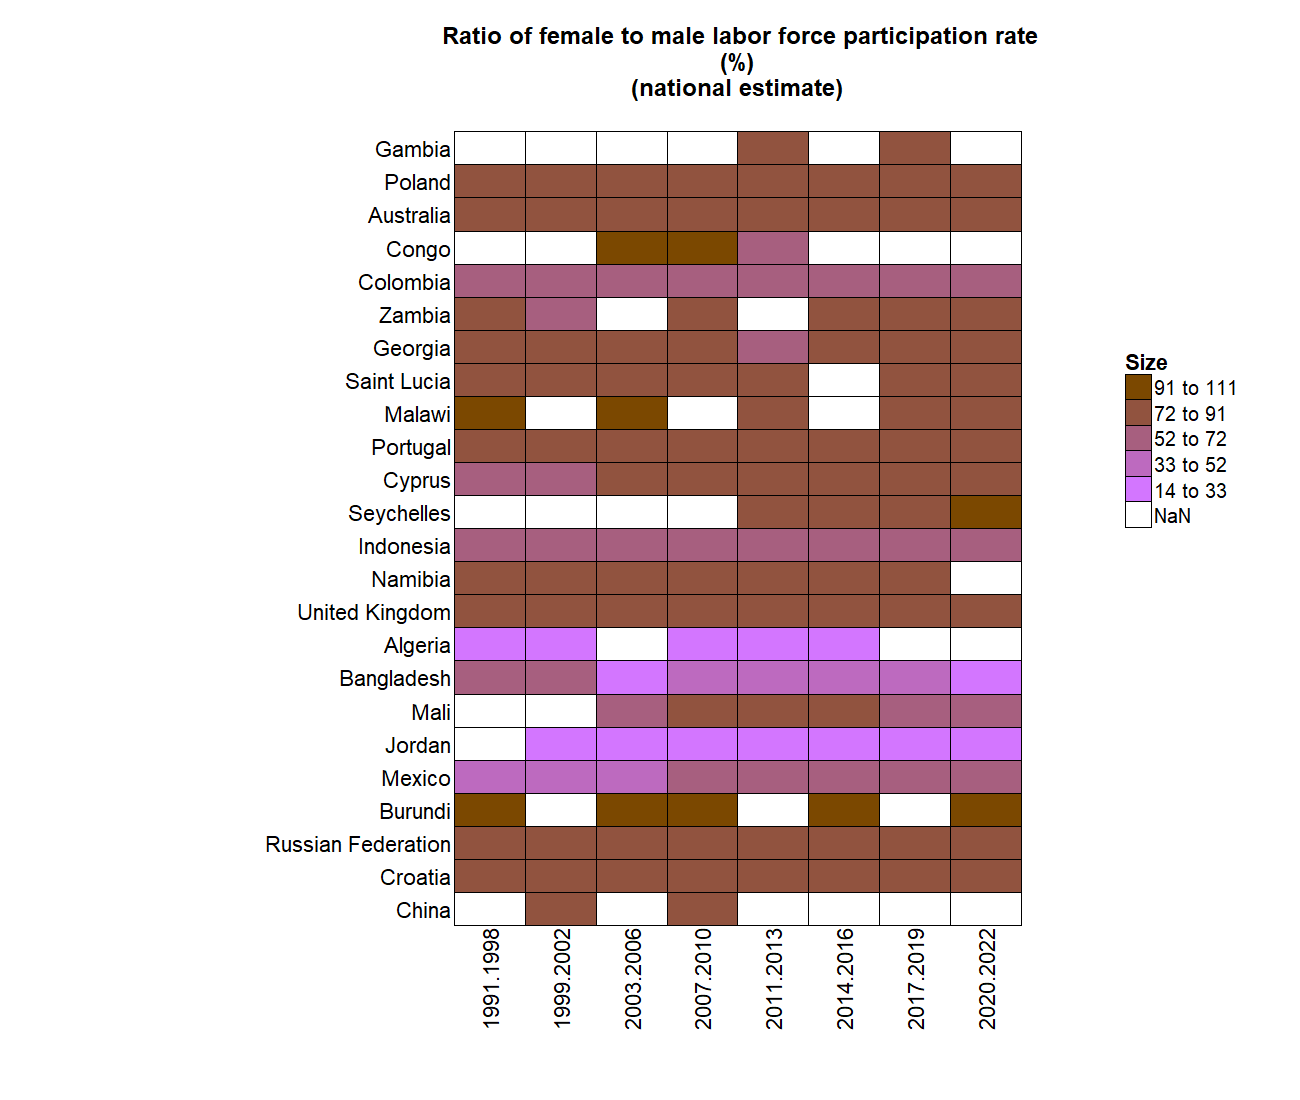 Ratio of female to male labor force participation rate
(%)
(national estimate)
Gambia
Poland
Australia
Congo
Colombia
Zambia
Georgia
Saint Lucia
Malawi
Portugal
Cyprus
Seychelles
Indonesia
Namibia
United Kingdom
Algeria
Bangladesh
Mali
Jordan
Mexico
Burundi
Russian Federation
Croatia
China
1991.1998
1999.2002
2003.2006
2007.2010
2011.2013
2014.2016
2017.2019
2020.2022
Size
91 to 111
72 to 91
52 to 72
33 to 52
14 to 33
NaN